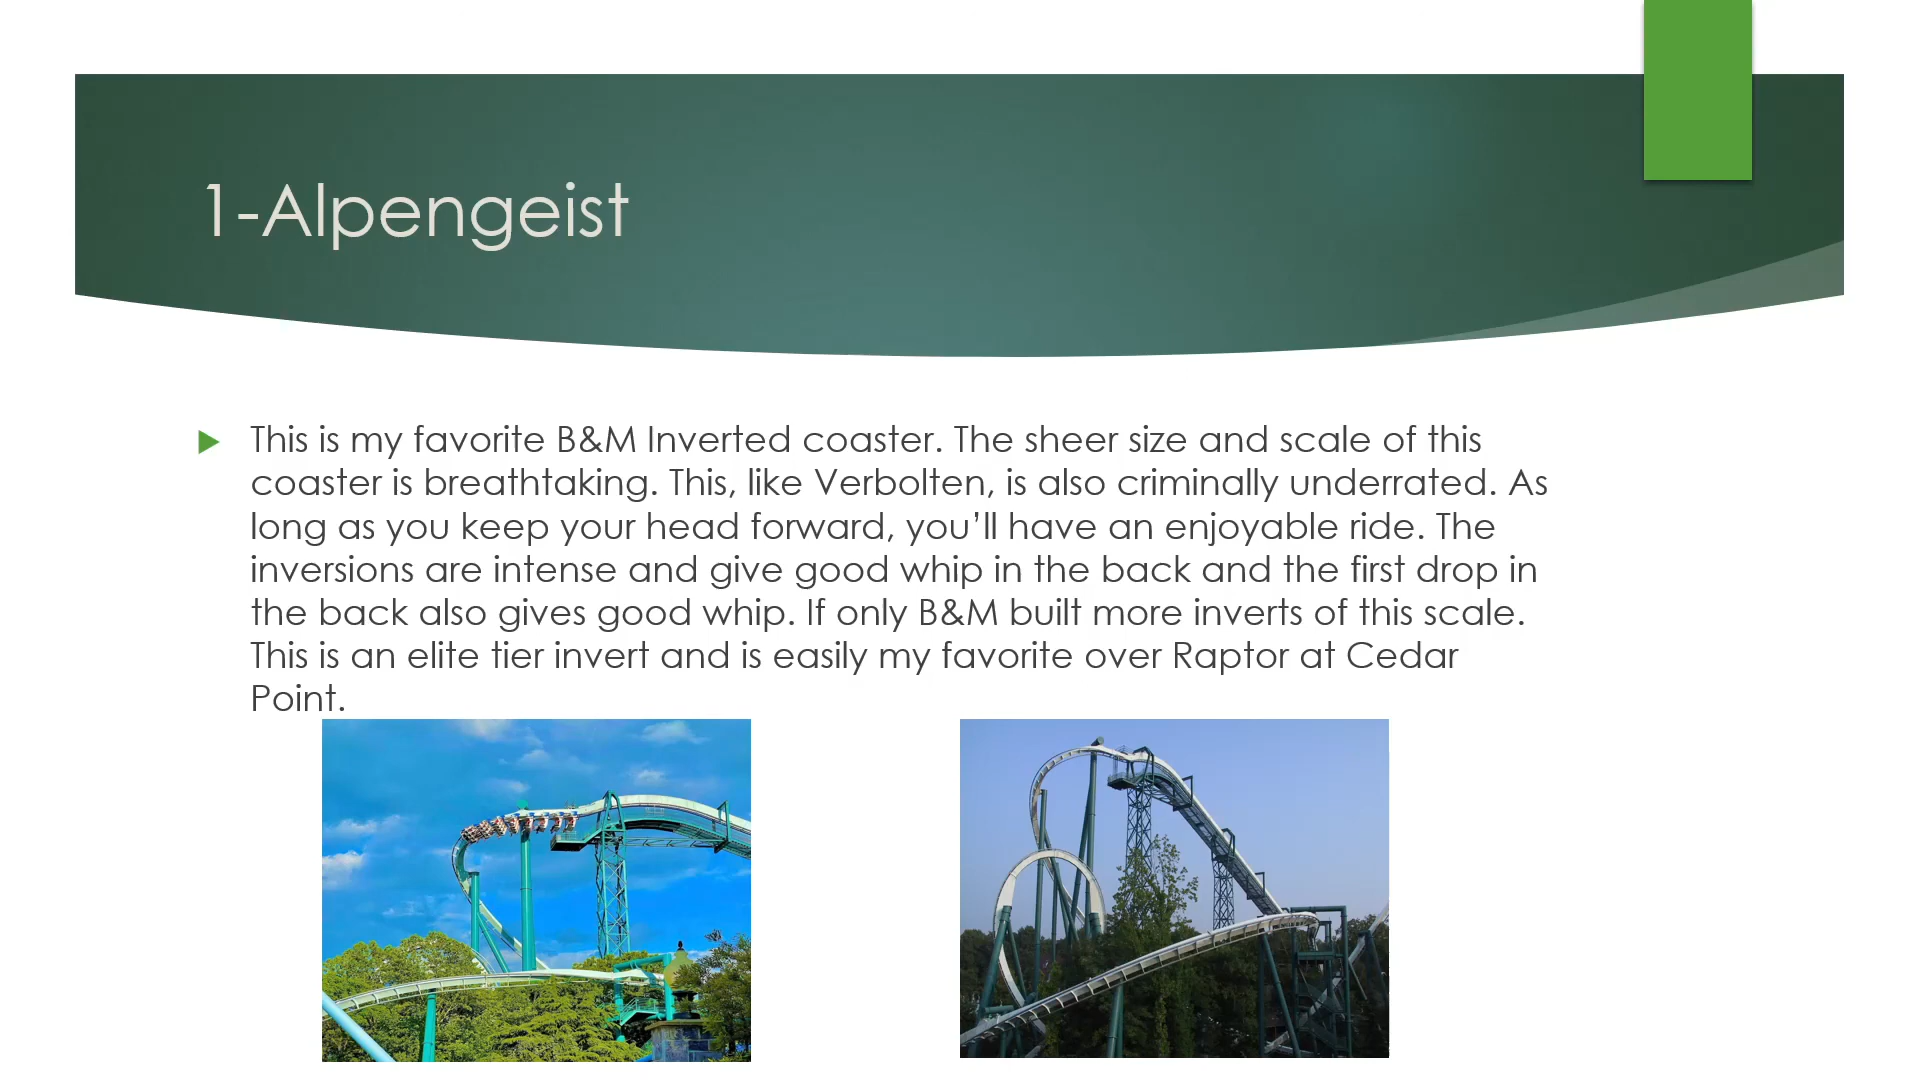 1-Alpengeist
This is my favorite B&M Inverted coaster. The sheer size and scale of this
coaster is breathtaking. This, like Verbolten, is also criminally underrated. As
long as you keep your head forward, you’ll have an enjoyable ride. The
inversions are intense and give good whip in the back and the first drop in
the back also gives good whip. If only B&M built more inverts of this scale.
This is an elite tier invert and is easily my favorite over Raptor at Cedar
Point.